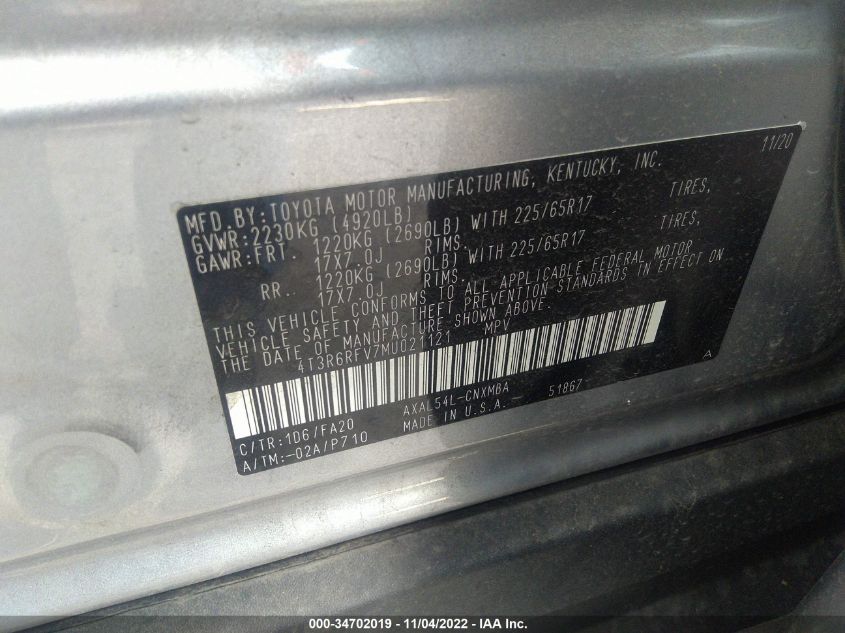 11/20
MFD.BY:TOYOTA MOTOR MANUFACTURING, KENTUCKY, INC.
GVWR:2230KG (4920LB)
GAWR:FRT. 1220KG (2690LB) WITH 225/65R17 TIRES,
17X7.0J RIMS.
RR. 1220KG (2690LB) WITH 225/65R17 TIRES,
17X7.0J RIMS.
THIS VEHICLE CONFORMS TO ALL APPLICABLE FEDERAL MOTOR
VEHICLE SAFETY AND THEFT PREVENTION STANDARDS IN EFFECT ON
THE DATE OF MANUFACTURE SHOWN ABOVE.
4T3R6RFV7MU021121 MPV
C/TR:1D6/FA20 AXAL54L-CNXMBA 51867 A
A/TM:-02A/P710 MADE IN U.S.A.
000-34702019 - 11/04/2022 - IAA Inc.